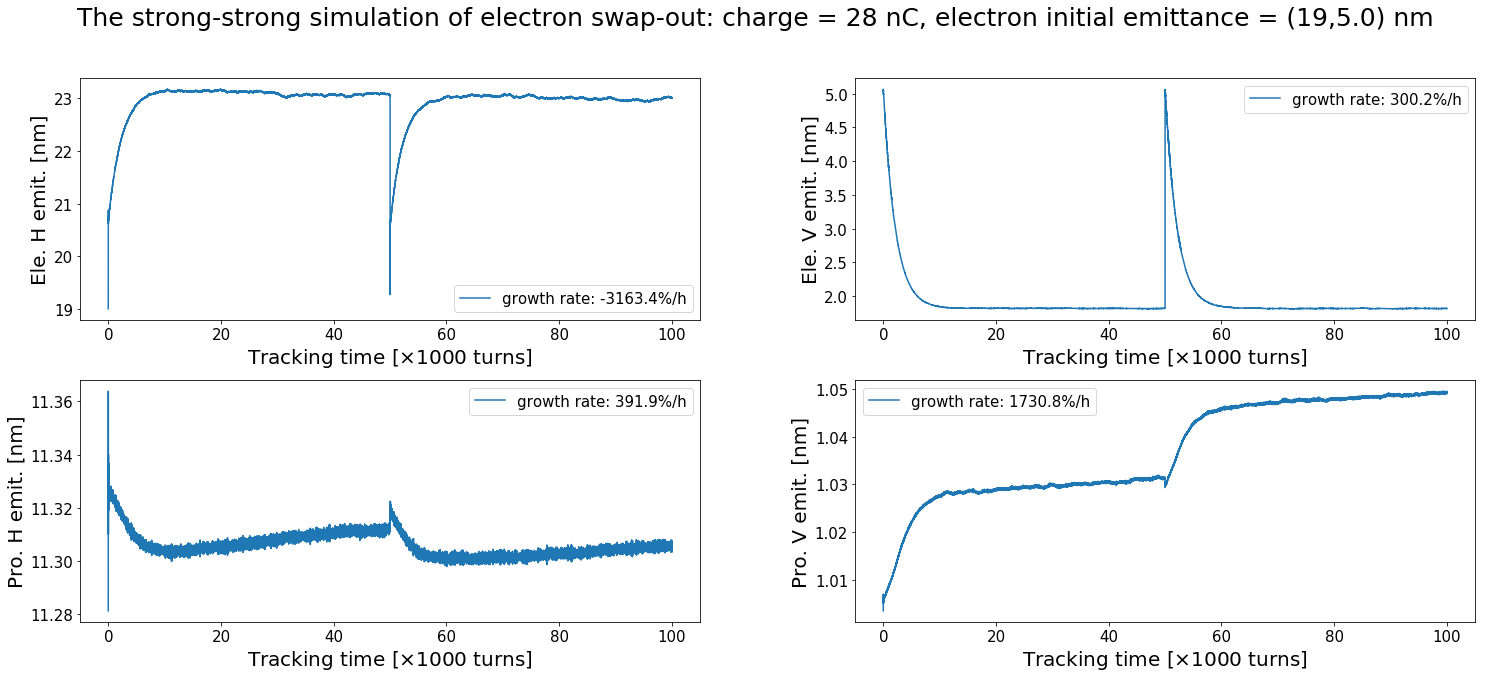 The strong-strong simulation of electron swap-out: charge = 28 nC, electron initial emittance = (19,5.0) nm
Ele. H emit. [nm]
23
22
21
20
19
growth rate: -3163.4%/h
0 20 40 60 80 100
Tracking time [×1000 turns]
Ele. V emit. [nm]
5.0
4.5
4.0
3.5
3.0
2.5
2.0
growth rate: 300.2%/h
0 20 40 60 80 100
Tracking time [×1000 turns]
Pro. H emit. [nm]
11.36
11.34
11.32
11.30
11.28
growth rate: 391.9%/h
0 20 40 60 80 100
Tracking time [×1000 turns]
Pro. V emit. [nm]
1.05
1.04
1.03
1.02
1.01
growth rate: 1730.8%/h
0 20 40 60 80 100
Tracking time [×1000 turns]